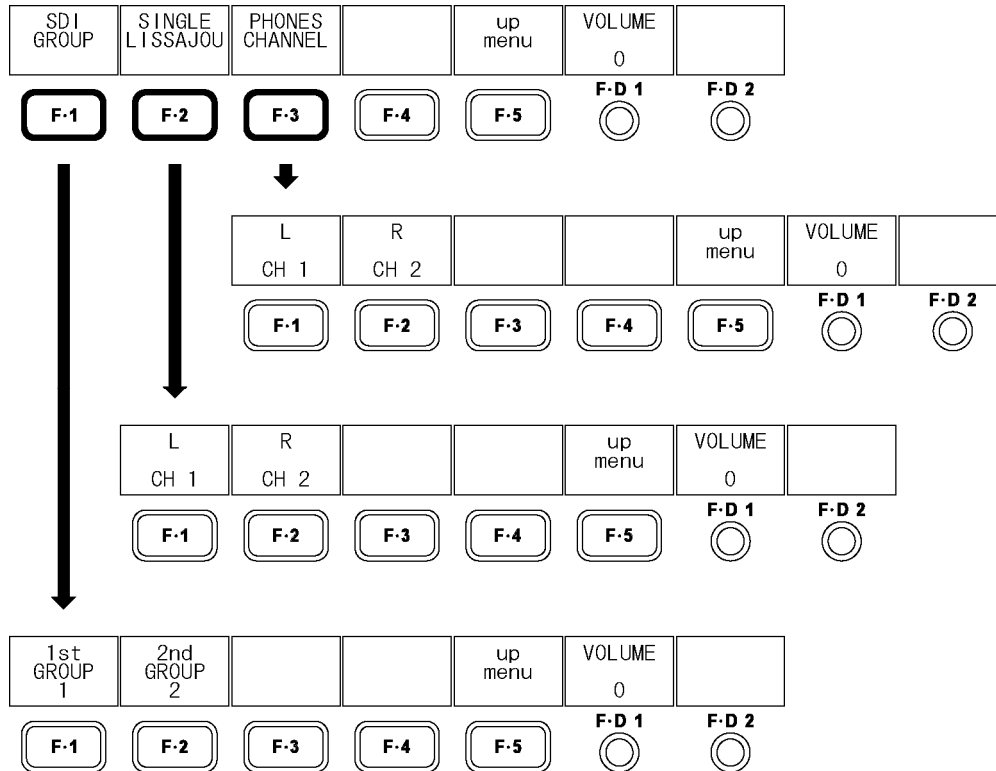 SDI GROUP SINGLE LISSAJOU PHONES CHANNEL up menu VOLUME 0
F·D 1 F·D 2
F·1 F·2 F·3 F·4 F·5
L CH 1 R CH 2 up menu VOLUME 0
F·D 1 F·D 2
F·1 F·2 F·3 F·4 F·5
L CH 1 R CH 2 up menu VOLUME 0
F·D 1 F·D 2
F·1 F·2 F·3 F·4 F·5
1st GROUP 1 2nd GROUP 2 up menu VOLUME 0
F·D 1 F·D 2
F·1 F·2 F·3 F·4 F·5